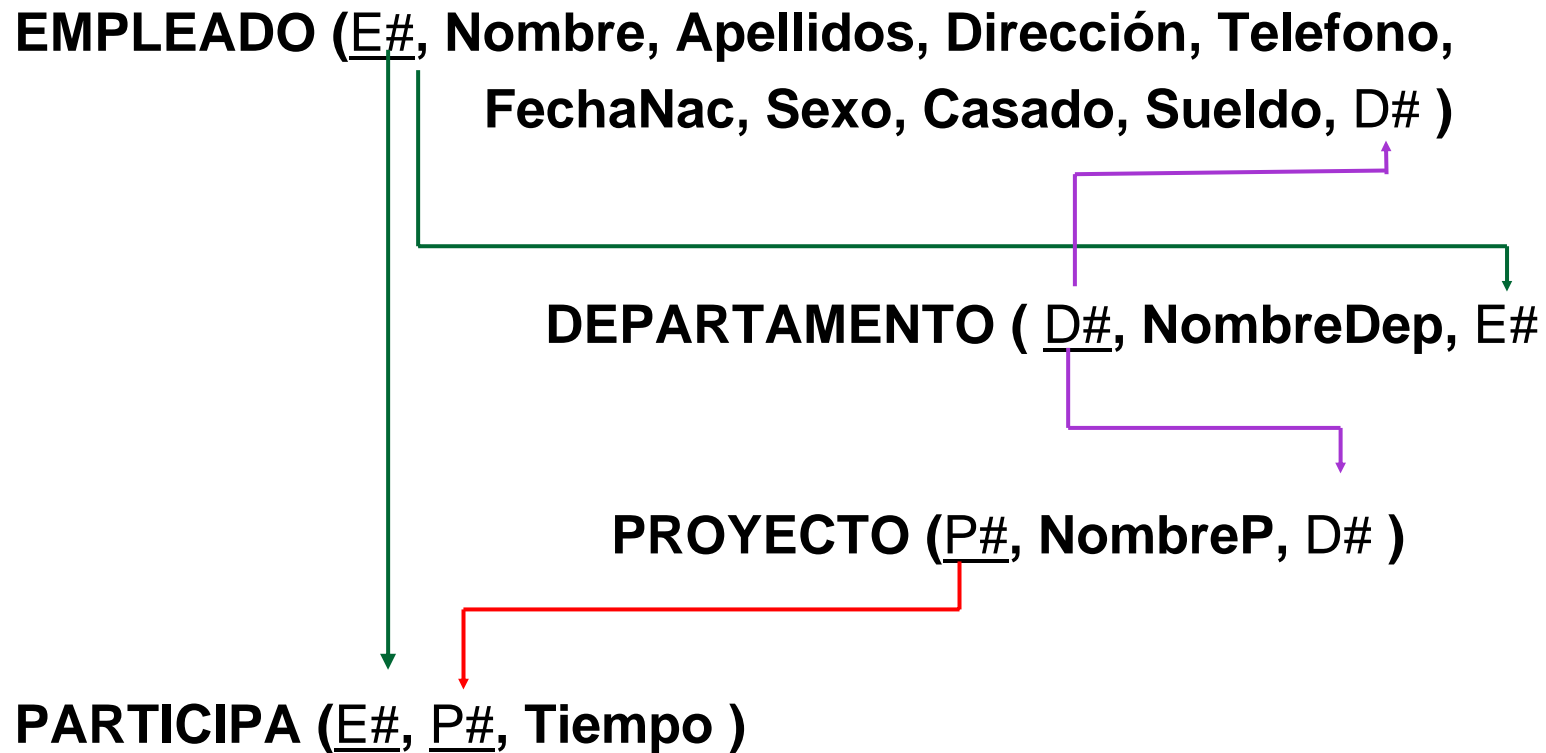 EMPLEADO (E#, Nombre, Apellidos, Dirección, Telefono,
FechaNac, Sexo, Casado, Sueldo, D# )
DEPARTAMENTO ( D#, NombreDep, E#
PROYECTO (P#, NombreP, D# )
PARTICIPA (E#, P#, Tiempo )